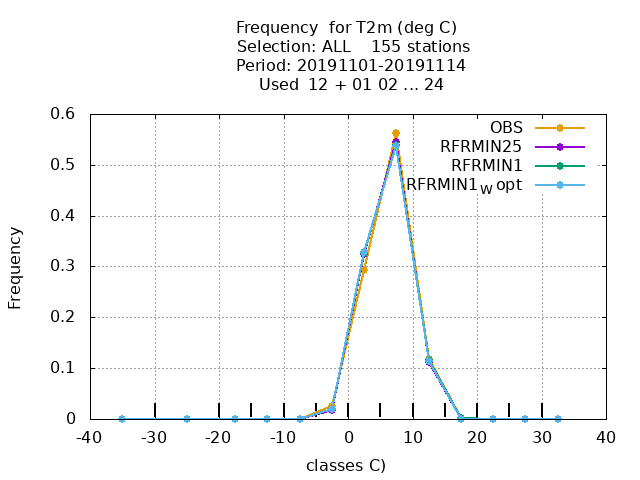 Frequency  for T2m (deg C)
Selection: ALL    155 stations
Period: 20191101-20191114
Used  12 + 01 02 ... 24
0.6
0.5
0.4
0.3
0.2
0.1
0
Frequency
OBS
RFRMIN25
RFRMIN1
RFRMIN1W opt
-40 -30 -20 -10 0 10 20 30 40
classes C)